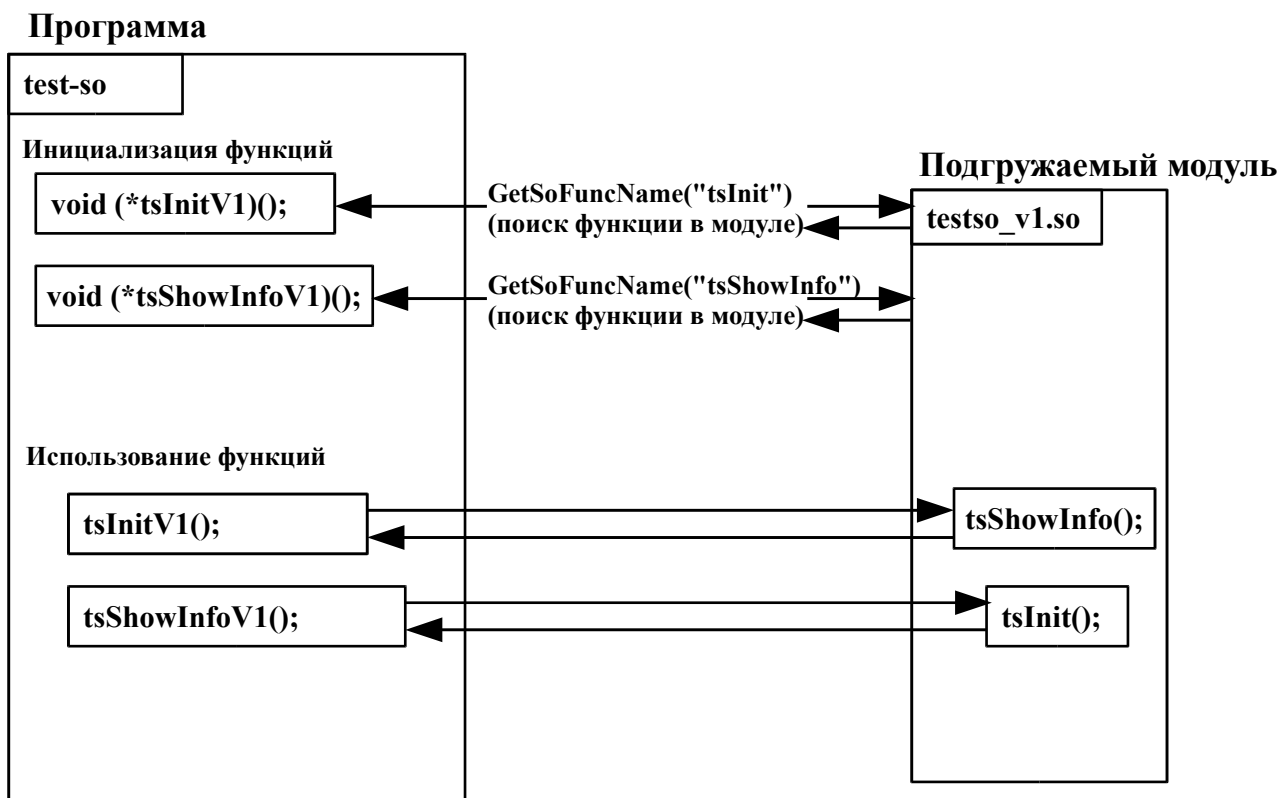 Программа
test-so
Инициализация функций
void (*tsInitV1)();
GetSoFuncName("tsInit")
(поиск функции в модуле)
Подгружаемый модуль
testso_v1.so
void (*tsShowInfoV1)();
GetSoFuncName("tsShowInfo")
(поиск функции в модуле)
Использование функций
tsInitV1();
tsShowInfo();
tsShowInfoV1();
tsInit();